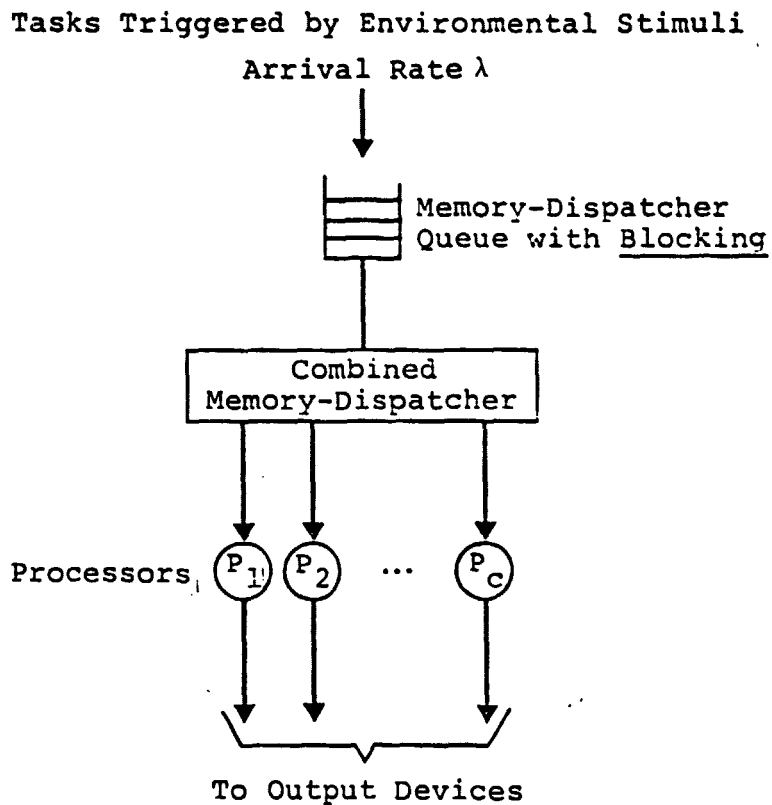 Tasks Triggered by Environmental Stimuli
Arrival Rate λ
Memory-Dispatcher
Queue with Blocking
Combined
Memory-Dispatcher
Processors
P1 P2 ... Pc
To Output Devices